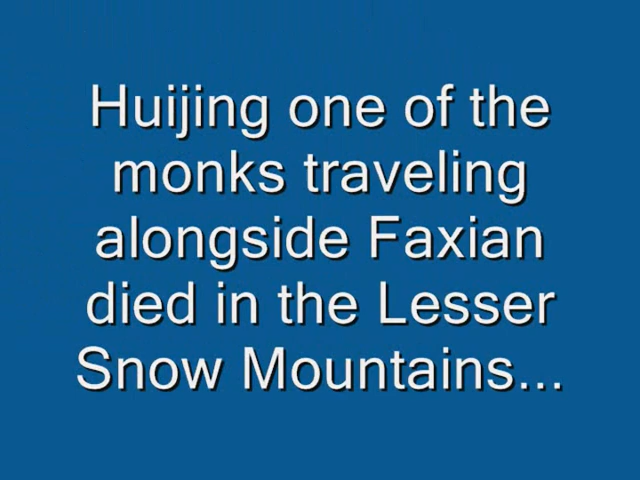 Huijing one of the
monks traveling
alongside Faxian
died in the Lesser
Snow Mountains...